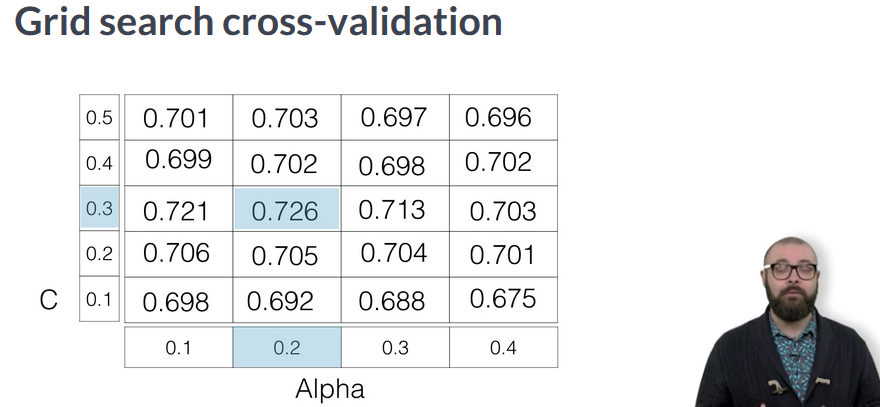 Grid search cross-validation
0.5 0.701 0.703 0.697 0.696
0.4 0.699 0.702 0.698 0.702
0.3 0.721 0.726 0.713 0.703
0.2 0.706 0.705 0.704 0.701
C 0.1 0.698 0.692 0.688 0.675
0.1 0.2 0.3 0.4
Alpha